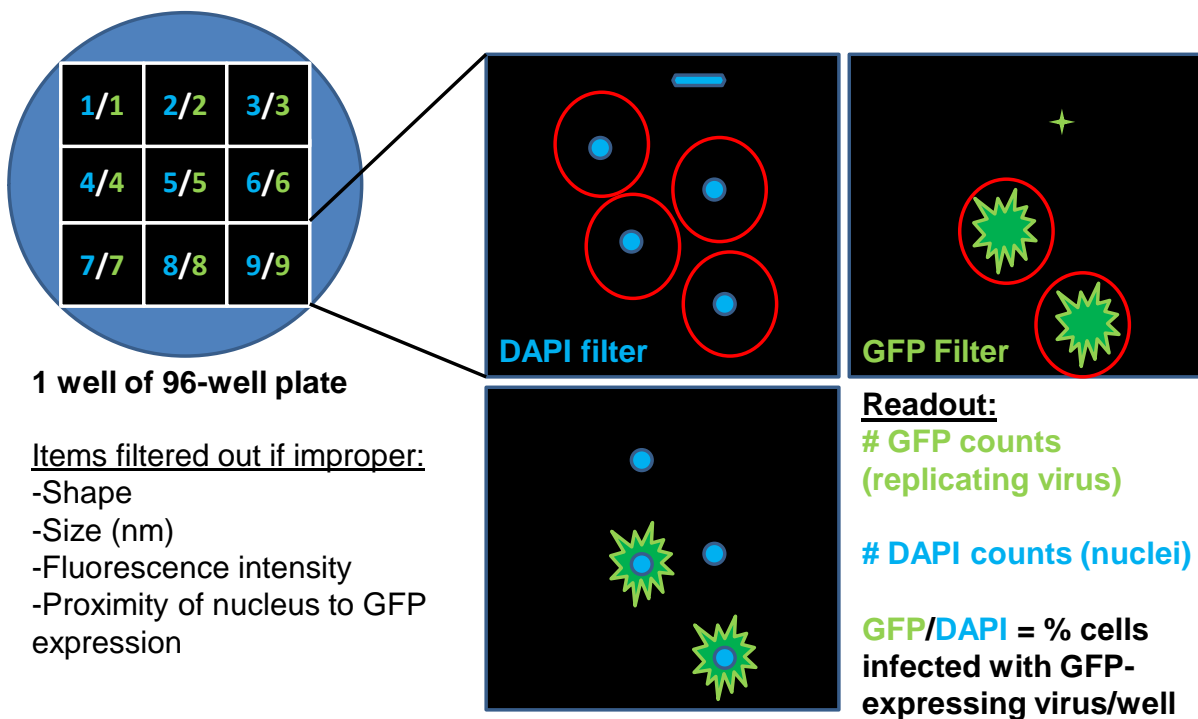 1/1 2/2 3/3
4/4 5/5 6/6
7/7 8/8 9/9
DAPI filter
GFP Filter
1 well of 96-well plate
Items filtered out if improper:
-Shape
-Size (nm)
-Fluorescence intensity
-Proximity of nucleus to GFP
expression
Readout:
# GFP counts
(replicating virus)
# DAPI counts (nuclei)
GFP/DAPI = % cells
infected with GFP-
expressing virus/well